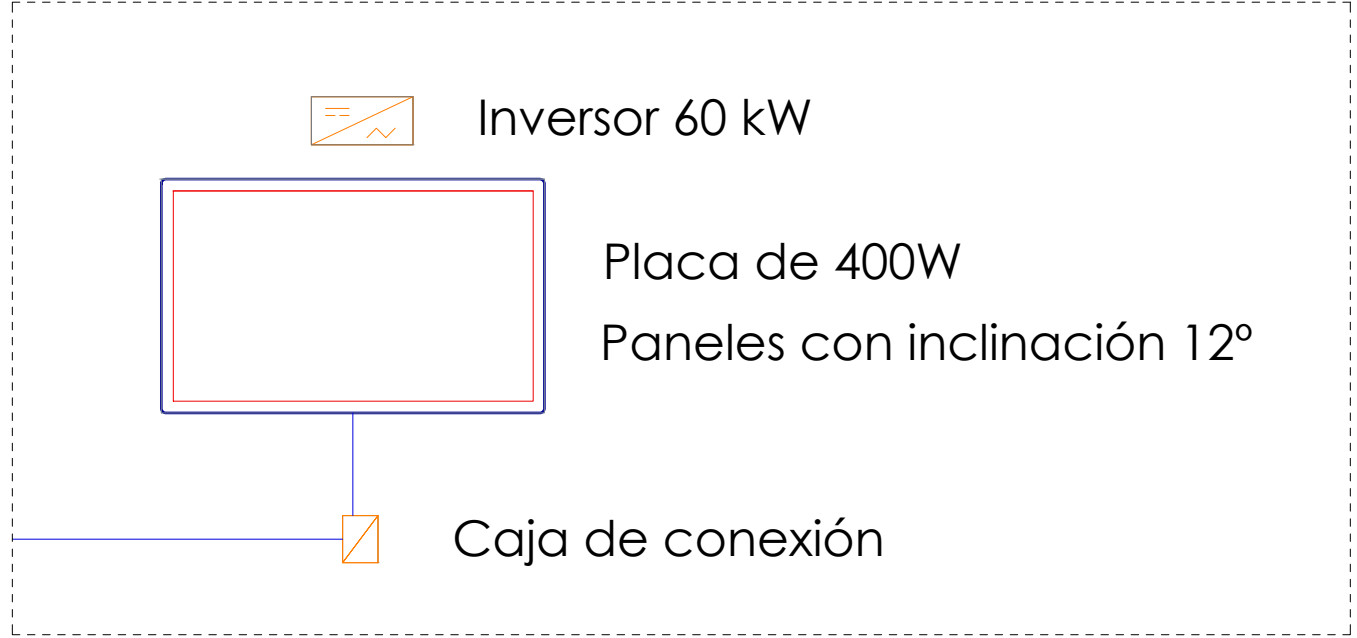 Inversor 60 kW
Placa de 400W
Paneles con inclinación 12º
Caja de conexión